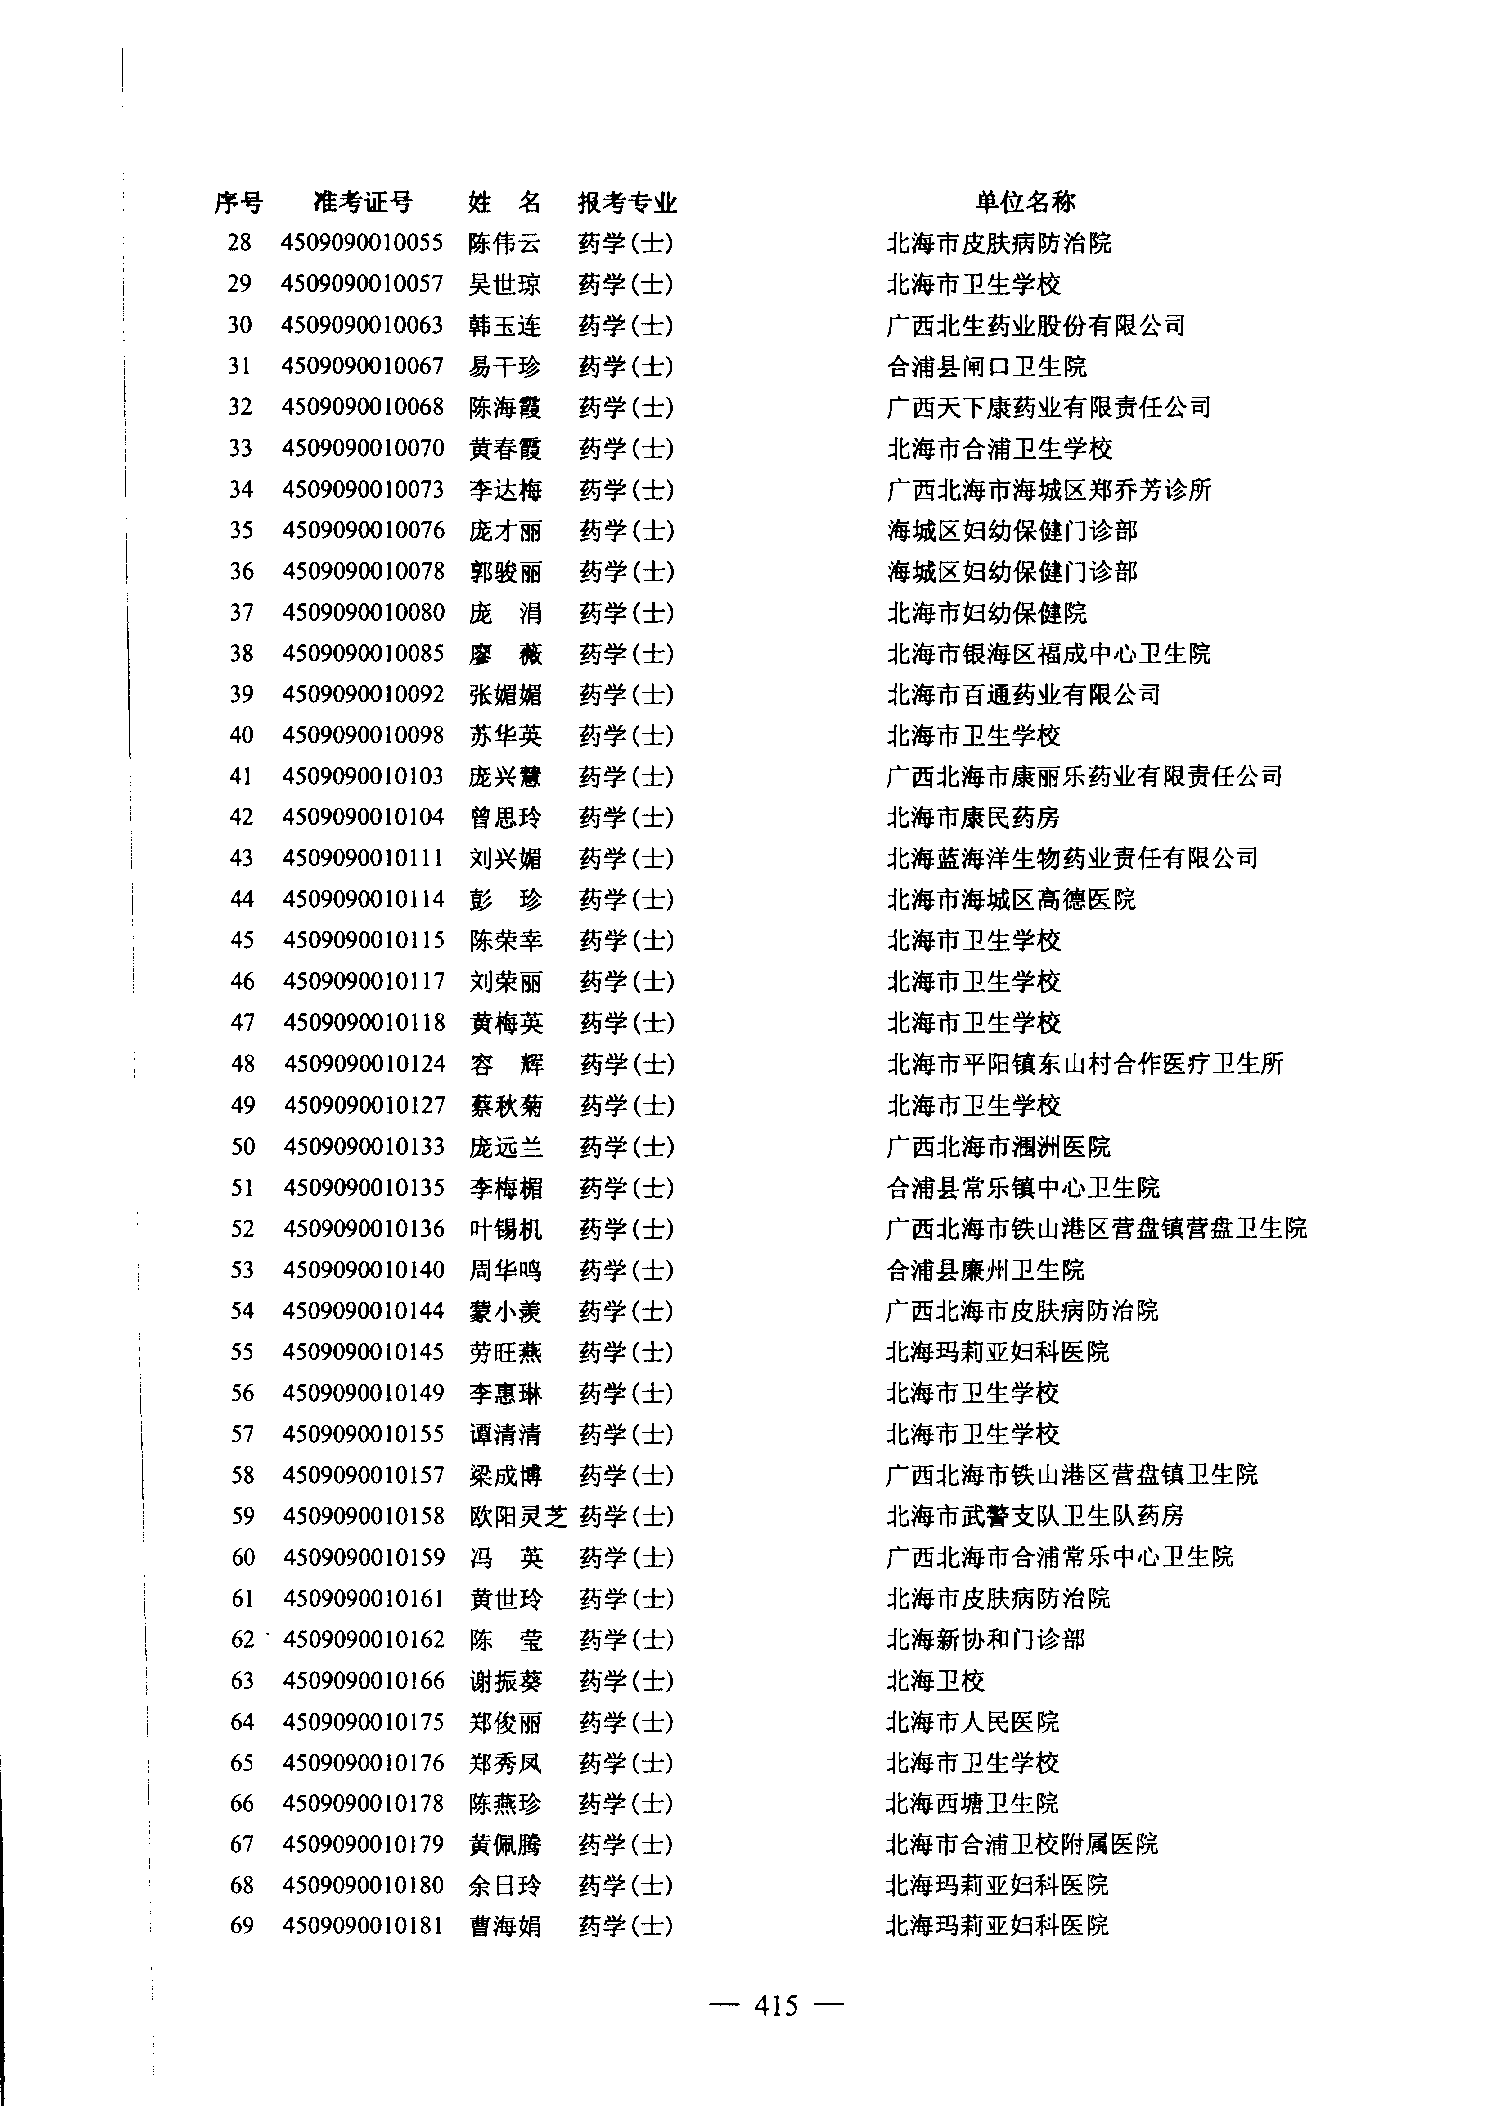 序号 准考证号 姓 名 报考专业 单位名称
28 4509090010055 陈伟云 药学(士) 北海市皮肤病防治院
29 4509090010057 吴世琼 药学(士) 北海市卫生学校
30 4509090010063 韩玉连 药学(士) 广西北生药业股份有限公司
31 4509090010067 易干珍 药学(士) 合浦县闸口卫生院
32 4509090010068 陈海霞 药学(士) 广西天下康药业有限责任公司
33 4509090010070 黄春霞 药学(士) 北海市合浦卫生学校
34 4509090010073 李达梅 药学(士) 广西北海市海城区郑乔芳诊所
35 4509090010076 庞才丽 药学(士) 海城区妇幼保健门诊部
36 4509090010078 郭骏丽 药学(士) 海城区妇幼保健门诊部
37 4509090010080 庞 涓 药学(士) 北海市妇幼保健院
38 4509090010085 廖 薇 药学(士) 北海市银海区福成中心卫生院
39 4509090010092 张媚媚 药学(士) 北海市百通药业有限公司
40 4509090010098 苏华英 药学(士) 北海市卫生学校
41 4509090010103 庞兴慧 药学(士) 广西北海市康丽乐药业有限责任公司
42 4509090010104 曾思玲 药学(士) 北海市康民药房
43 4509090010111 刘兴媚 药学(士) 北海蓝海洋生物药业责任有限公司
44 4509090010114 彭 珍 药学(士) 北海市海城区高德医院
45 4509090010115 陈荣幸 药学(士) 北海市卫生学校
46 4509090010117 刘荣丽 药学(士) 北海市卫生学校
47 4509090010118 黄梅英 药学(士) 北海市卫生学校
48 4509090010124 容 辉 药学(士) 北海市平阳镇东山村合作医疗卫生所
49 4509090010127 蔡秋菊 药学(士) 北海市卫生学校
50 4509090010133 庞远兰 药学(士) 广西北海市涠洲医院
51 4509090010135 李梅楣 药学(士) 合浦县常乐镇中心卫生院
52 4509090010136 叶锡机 药学(士) 广西北海市铁山港区营盘镇营盘卫生院
53 4509090010140 周华鸣 药学(士) 合浦县廉州卫生院
54 4509090010144 蒙小羡 药学(士) 广西北海市皮肤病防治院
55 4509090010145 劳旺燕 药学(士) 北海玛莉亚妇科医院
56 4509090010149 李惠琳 药学(士) 北海市卫生学校
57 4509090010155 谭清清 药学(士) 北海市卫生学校
58 4509090010157 梁成博 药学(士) 广西北海市铁山港区营盘镇卫生院
59 4509090010158 欧阳灵芝 药学(士) 北海市武警支队卫生队药房
60 4509090010159 冯 英 药学(士) 广西北海市合浦常乐中心卫生院
61 4509090010161 黄世玲 药学(士) 北海市皮肤病防治院
62 4509090010162 陈 莹 药学(士) 北海新协和门诊部
63 4509090010166 谢振葵 药学(士) 北海卫校
64 4509090010175 郑俊丽 药学(士) 北海市人民医院
65 4509090010176 郑秀凤 药学(士) 北海市卫生学校
66 4509090010178 陈燕珍 药学(士) 北海西塘卫生院
67 4509090010179 黄佩腾 药学(士) 北海市合浦卫校附属医院
68 4509090010180 余日玲 药学(士) 北海玛莉亚妇科医院
69 4509090010181 曹海娟 药学(士) 北海玛莉亚妇科医院
— 415 —